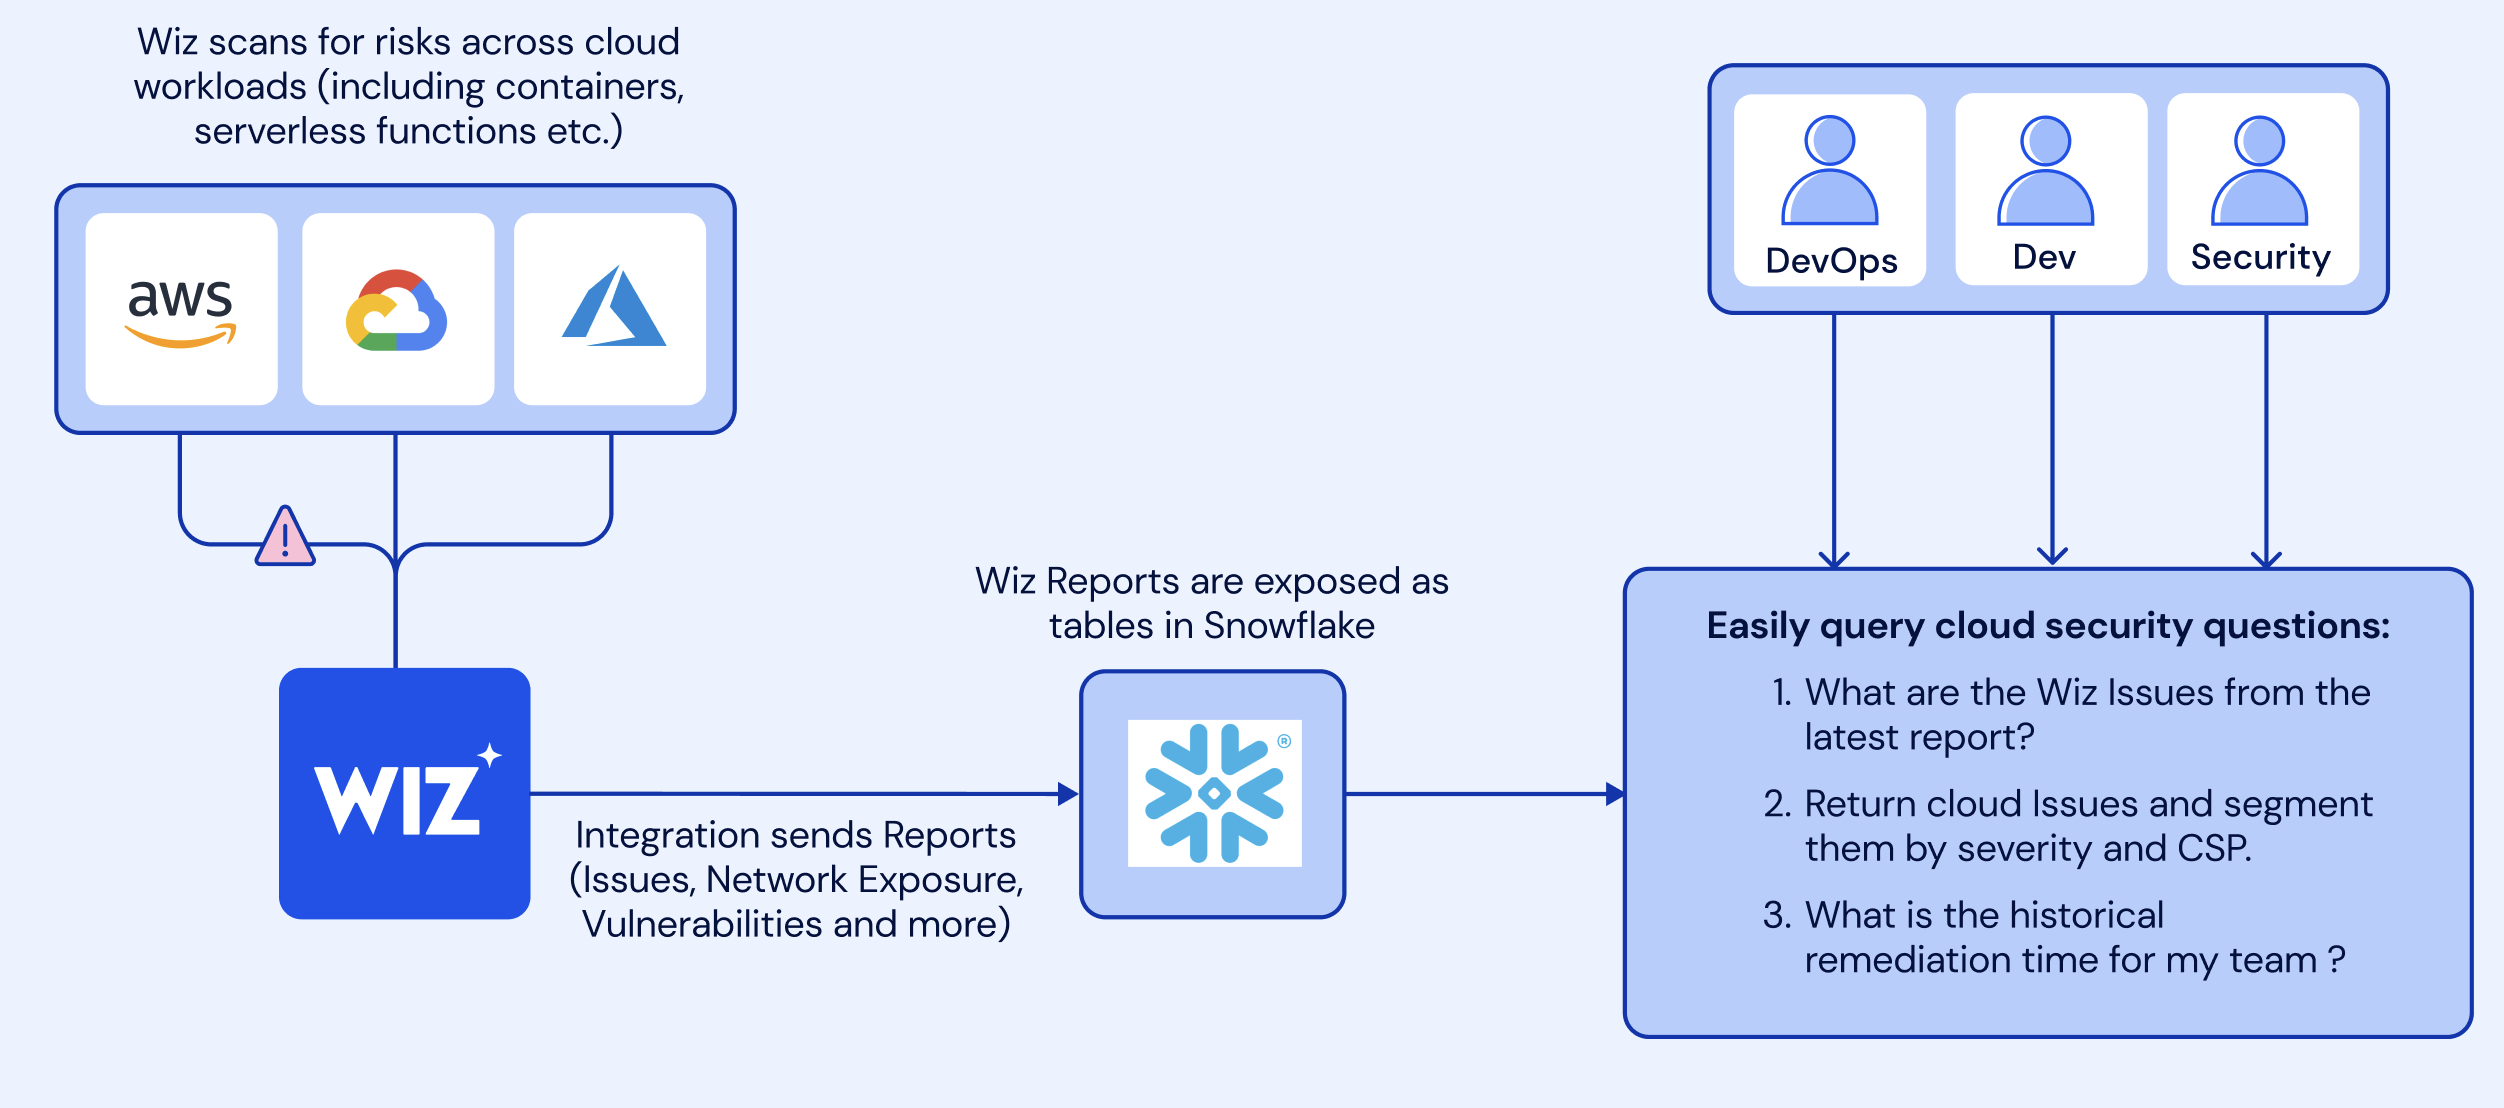 Wiz scans for risks across cloud
workloads (including containers,
serverless functions etc.)
aws
DevOps
Dev
Security
WIZ
Integration sends Reports
(Issues, Network Exposure,
Vulnerabilities and more)
Wiz Reports are exposed as
tables in Snowflake
®
Easily query cloud security questions:
1. What are the Wiz Issues from the
latest report?
2. Return cloud Issues and segment
them by severity and CSP.
3. What is the historical
remediation time for my team ?